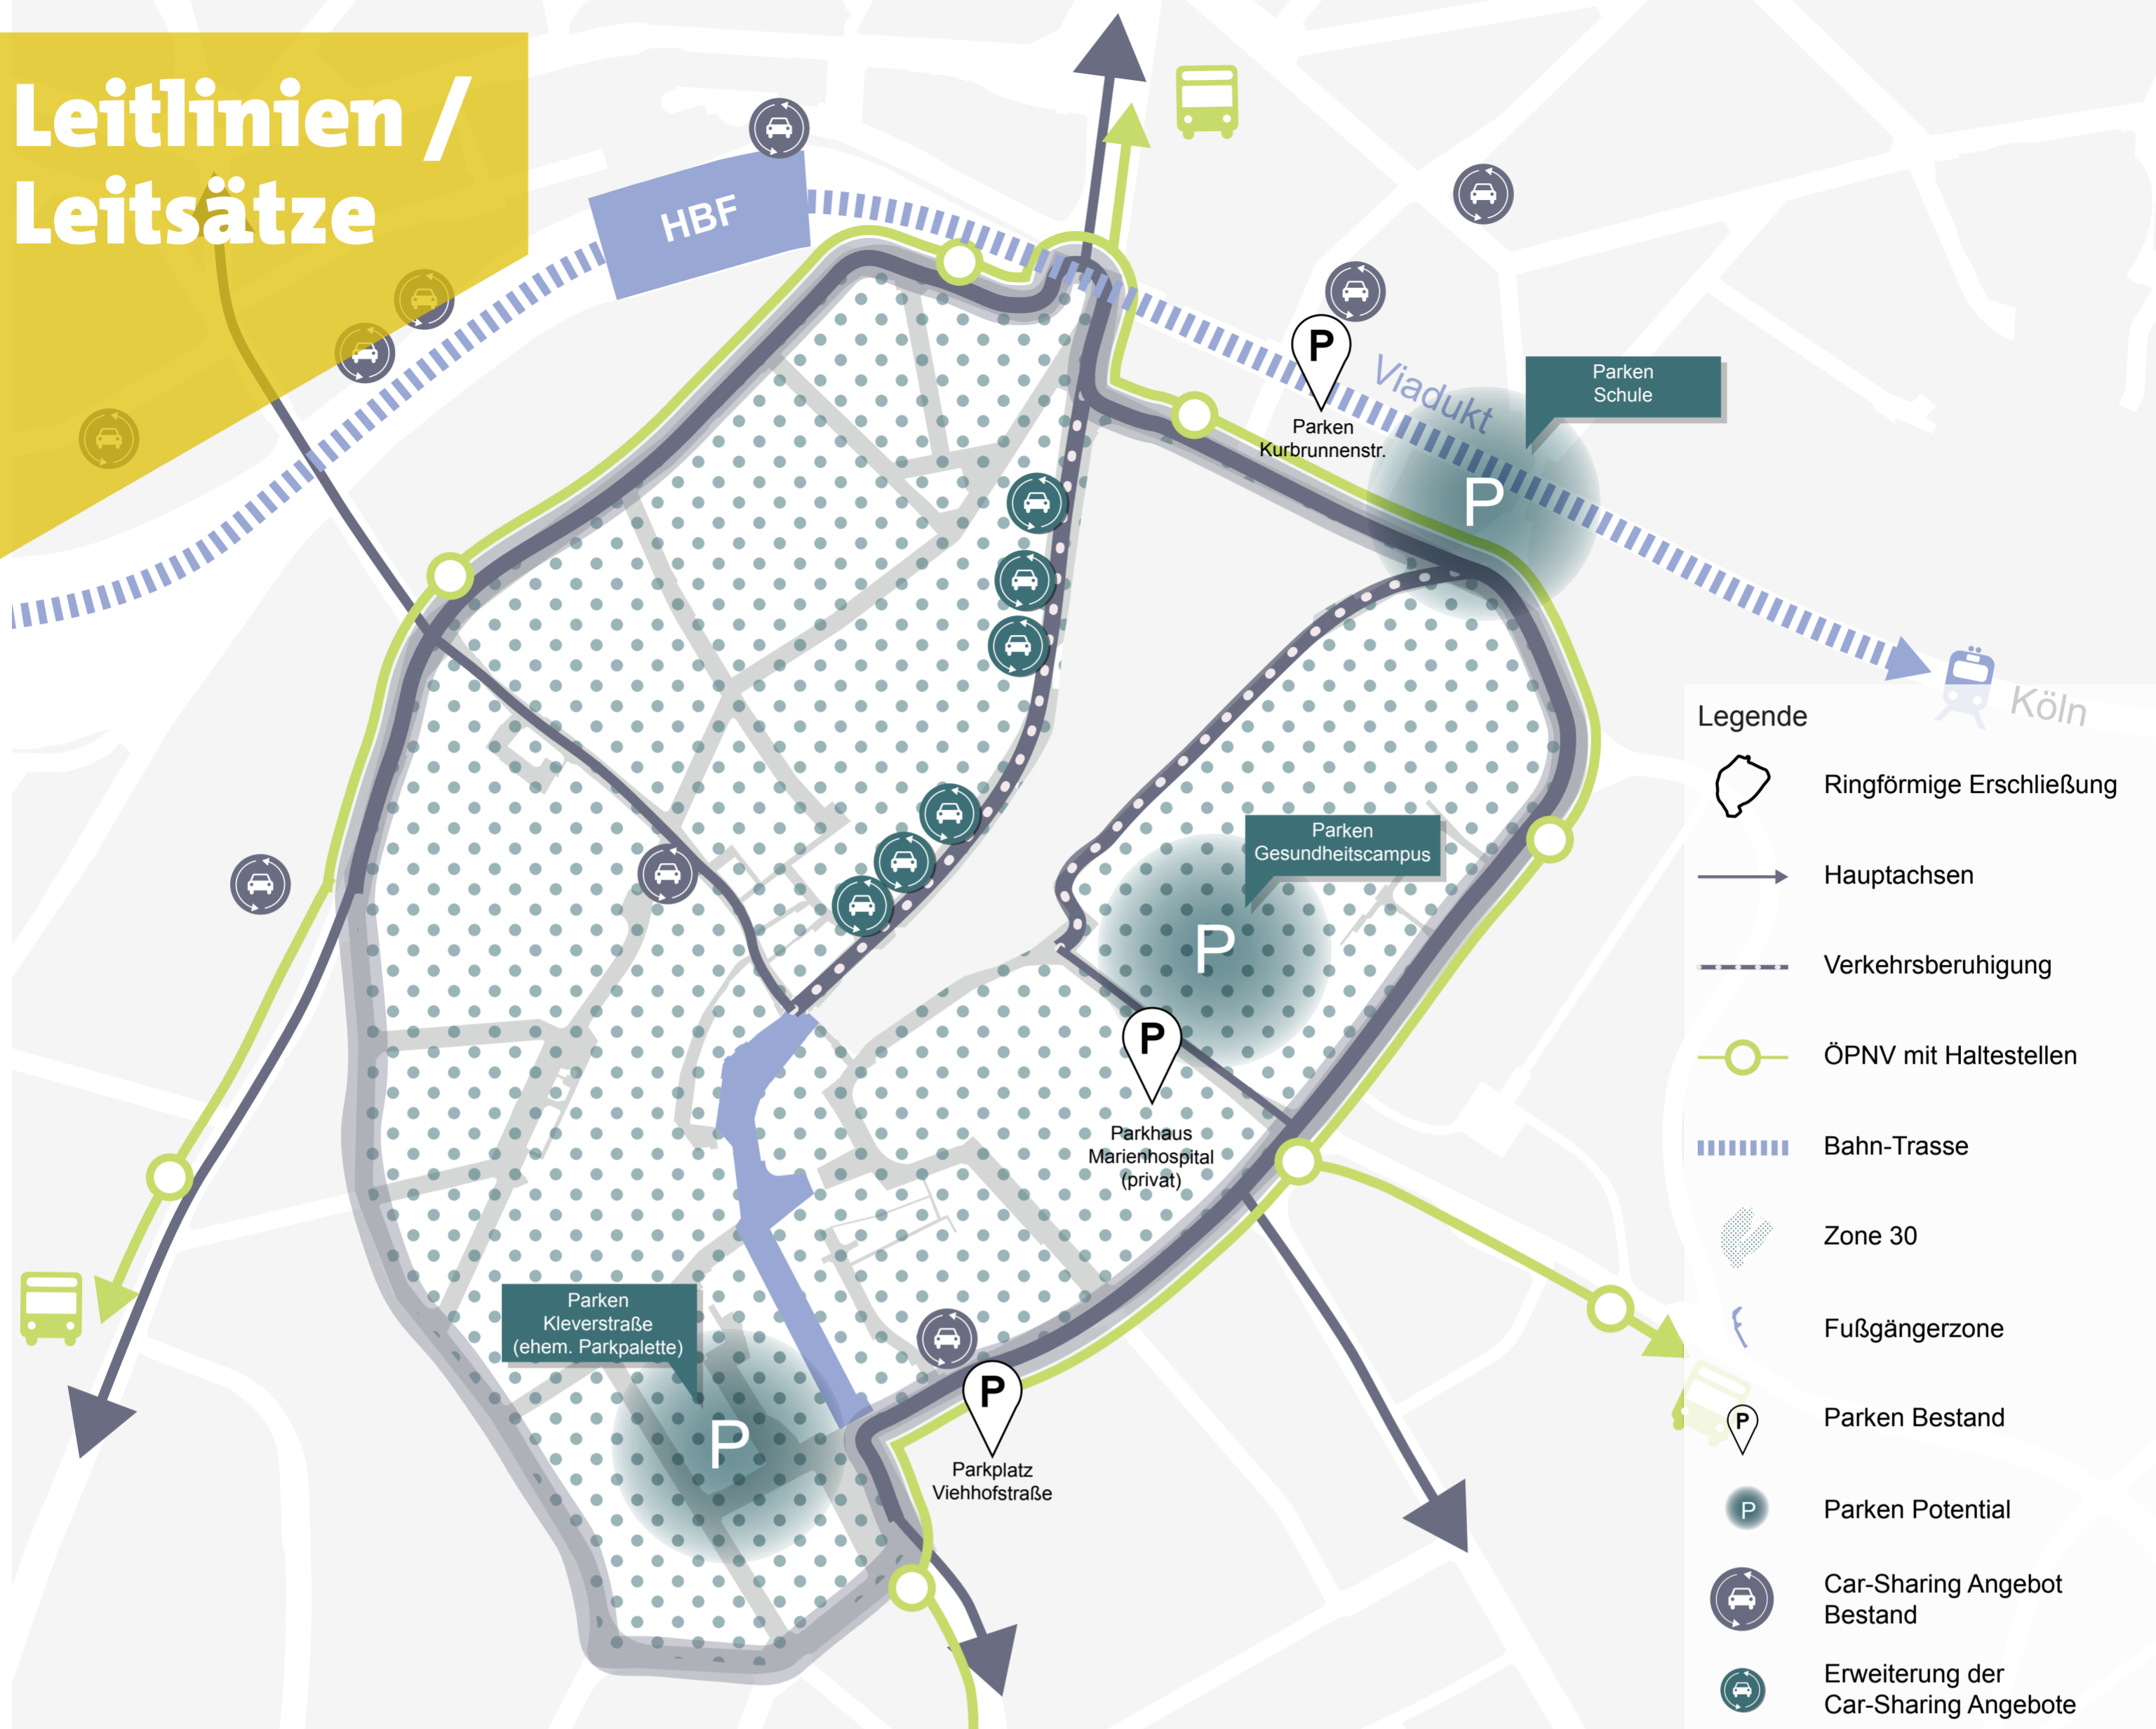 Leitlinien /
Leitsätze
HBF
Viadukt
P
Parken
Kurbrunnenstr.
Parken
Schule
P
Köln
Parken
Gesundheitscampus
P
P
Parkhaus
Marienhospital
(privat)
Parken
Kleverstraße
(ehem. Parkpalette)
P
P
Parkplatz
Viehhofstraße
Legende
Ringförmige Erschließung
Hauptachsen
Verkehrsberuhigung
ÖPNV mit Haltestellen
Bahn-Trasse
Zone 30
Fußgängerzone
P
Parken Bestand
P
Parken Potential
Car-Sharing Angebot
Bestand
Erweiterung der
Car-Sharing Angebote